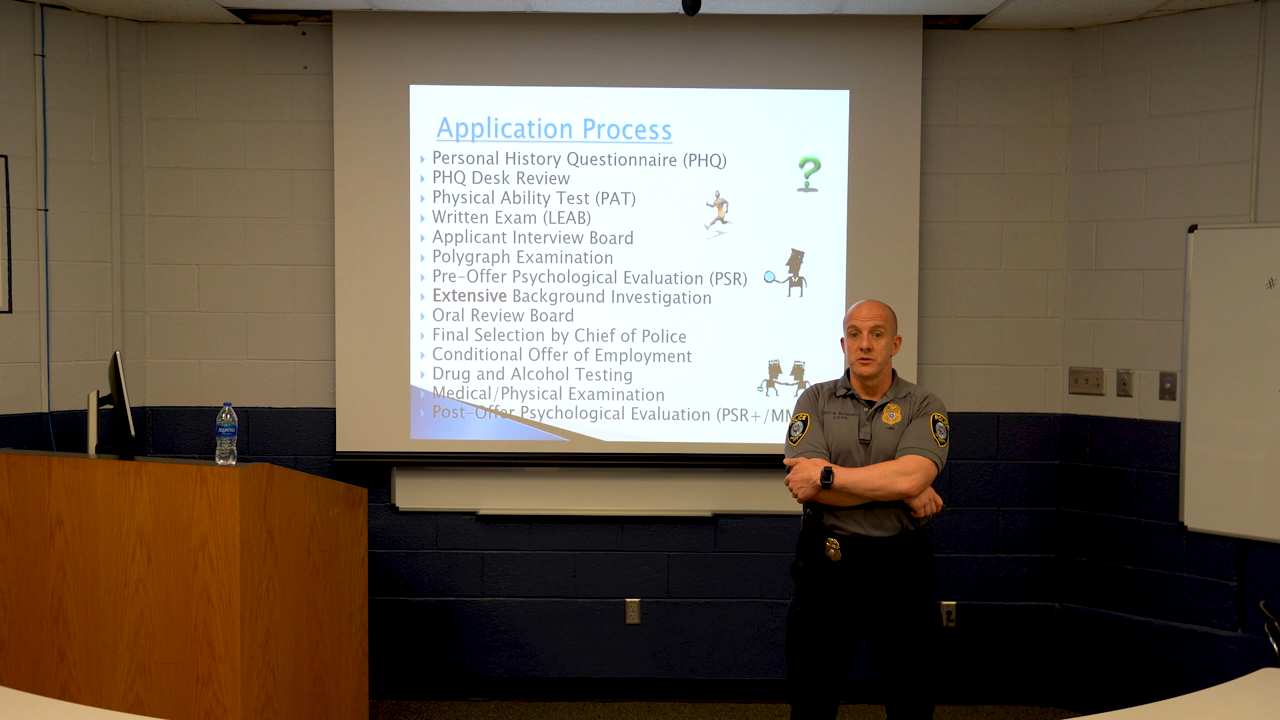 Application Process
Personal History Questionnaire (PHQ)
PHQ Desk Review
Physical Ability Test (PAT)
Written Exam (LEAB)
Applicant Interview Board
Polygraph Examination
Pre-Offer Psychological Evaluation (PSR)
Extensive Background Investigation
Oral Review Board
Final Selection by Chief of Police
Conditional Offer of Employment
Drug and Alcohol Testing
Medical/Physical Examination
Post-Offer Psychological Evaluation (PSR+/MM
POLICE
#